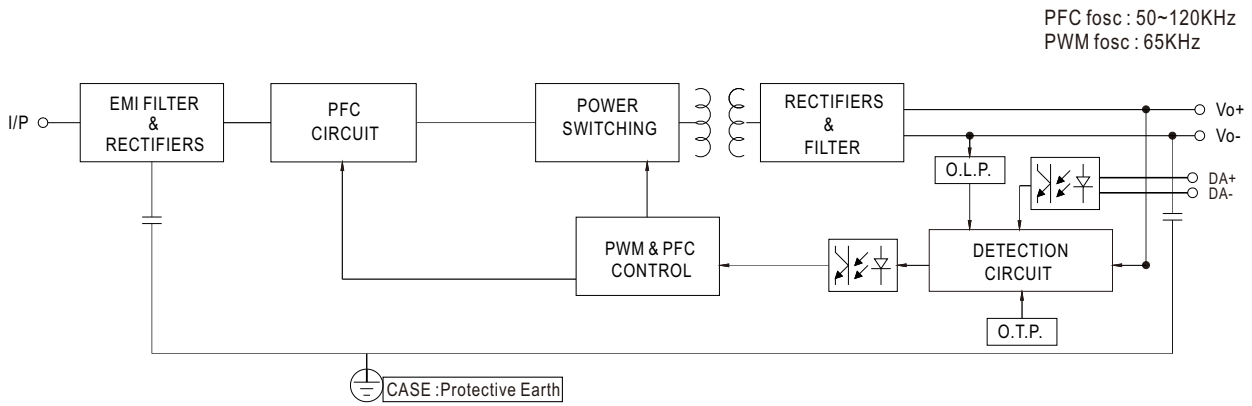 PFC fosc : 50~120KHz
PWM fosc : 65KHz
I/P
EMI FILTER
&
RECTIFIERS
PFC
CIRCUIT
POWER
SWITCHING
RECTIFIERS
&
FILTER
Vo+
Vo-
O.L.P.
DA+
DA-
PWM & PFC
CONTROL
DETECTION
CIRCUIT
O.T.P.
CASE :Protective Earth